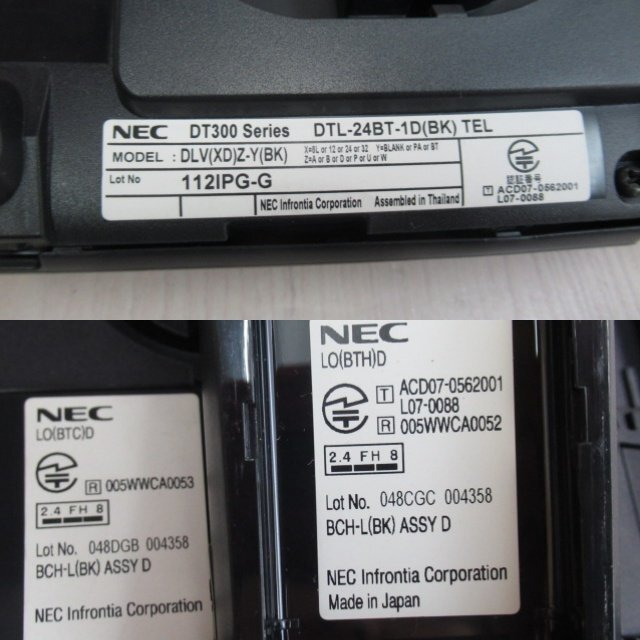 NEC DT300 Series DTL-24BT-1D(BK) TEL
MODEL : DLV(XD)Z-Y(BK) X=8L or 12 or 24 or 32 Y=BLANK or PA or BT
Z=A or B or D or P or U or W
Lot No 112IPG-G
認証番号
T ACD07-0562001
L07-0088
NEC Infrontia Corporation Assembled in Thailand
NEC
LO(BTC)D
R 005WWCA0053
2.4 FH 8
Lot No. 048DGB 004358
BCH-L(BK) ASSY D
NEC Infrontia Corporation
NEC
LO(BTH)D
T ACD07-0562001
L07-0088
R 005WWCA0052
2.4 FH 8
Lot No. 048CGC 004358
BCH-L(BK) ASSY D
NEC Infrontia Corporation
Made in Japan